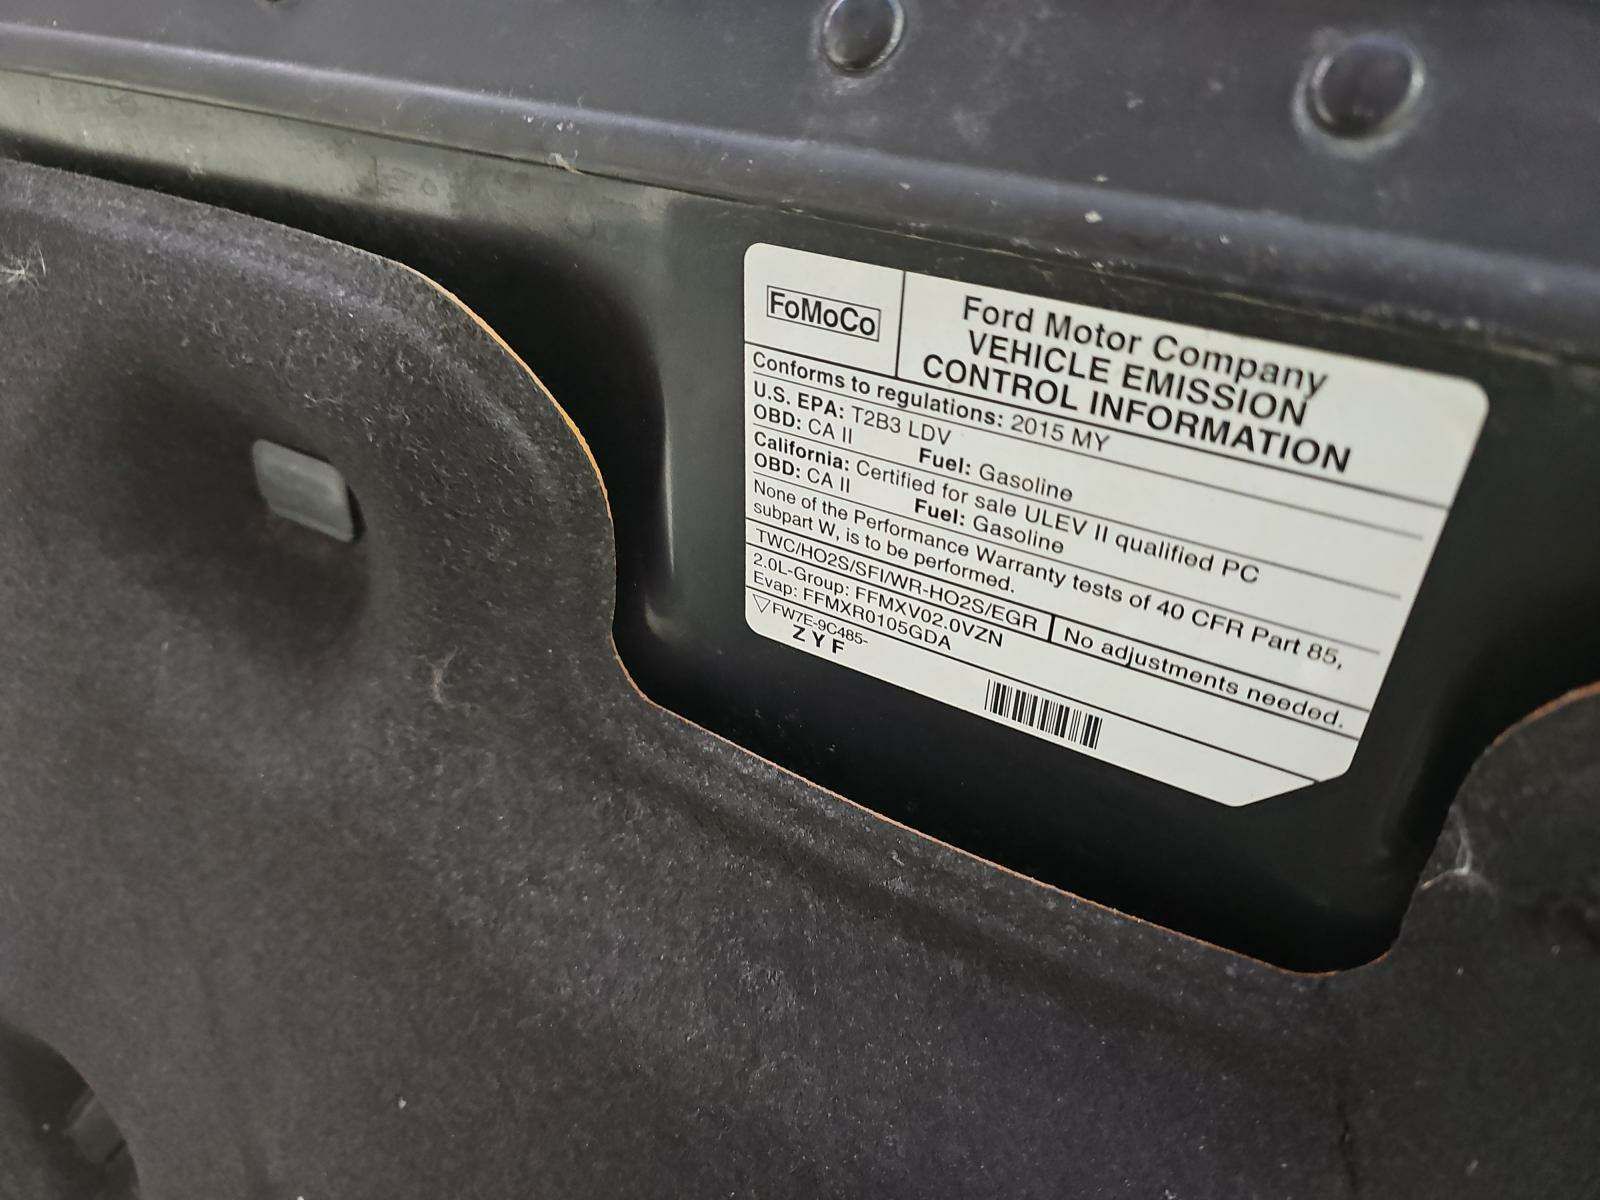 FoMoCo
Ford Motor Company
VEHICLE EMISSION
CONTROL INFORMATION
Conforms to regulations: 2015 MY
U.S. EPA: T2B3 LDV
OBD: CA II Fuel: Gasoline
California: Certified for sale ULEV II qualified PC
OBD: CA II Fuel: Gasoline
None of the Performance Warranty tests of 40 CFR Part 85,
subpart W, is to be performed.
TWC/HO2S/SFI/WR-HO2S/EGR No adjustments needed.
2.0L-Group: FFMXV02.0VZN
Evap: FFMXR0105GDA
▽FW7E-9C485-
ZYF